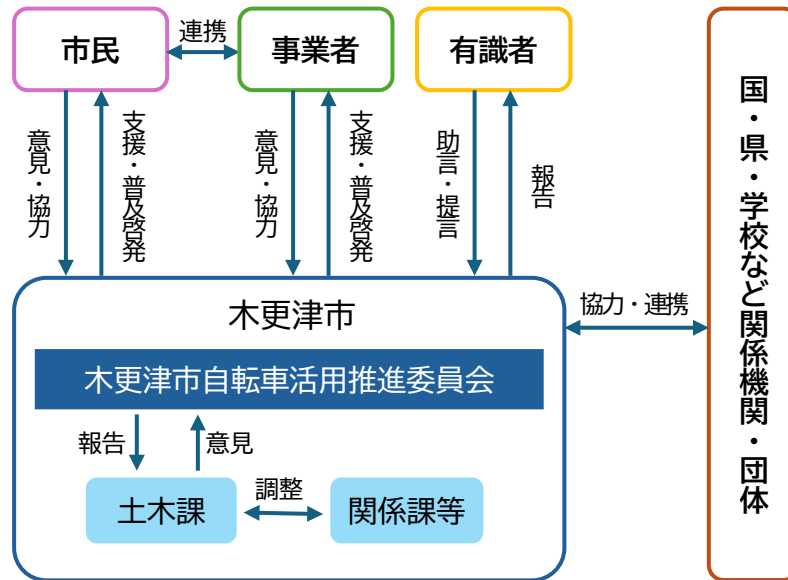 市民
連携
事業者
有識者
意見・協力
支援・普及啓発
意見・協力
支援・普及啓発
助言・提言
報告
国・県・学校など関係機関・団体
協力・連携
木更津市
木更津市自転車活用推進委員会
報告
意見
土木課
調整
関係課等